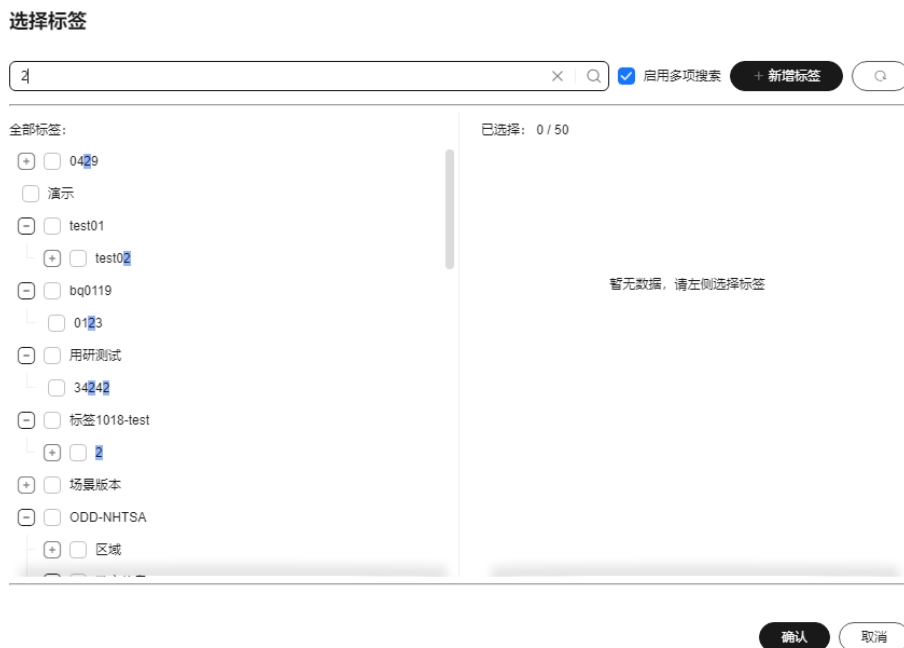 选择标签
2
启用多项搜索
+ 新增标签
全部标签：
已选择： 0 / 50
0429
演示
test01
test02
bq0119
0123
暂无数据，请左侧选择标签
用研测试
34242
标签1018-test
2
场景版本
ODD-NHTSA
区域
确认
取消